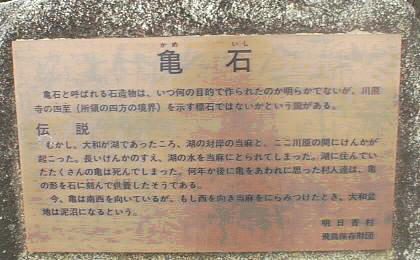 かめ いし
亀 石
亀石と呼ばれる石造物は、いつ何の目的で作られたのか明らかでないが、川原
寺の四至(所領の四方の境界)を示す標石ではないかという説がある。
伝 説
むかし、大和が湖であったころ、湖の対岸の当麻と、ここ川原の間にけんかが
起こった。長いけんかのすえ、湖の水を当麻にとられてしまった。湖に住んでい
たたくさんの亀は死んでしまった。何年か後に亀をあわれに思った村人達は、亀
の形を石に刻んで供養したそうである。
今、亀は南西を向いているが、もし西を向き当麻をにらみつけたとき、大和盆
地は泥沼になるという。
明日香村
飛鳥保存財団